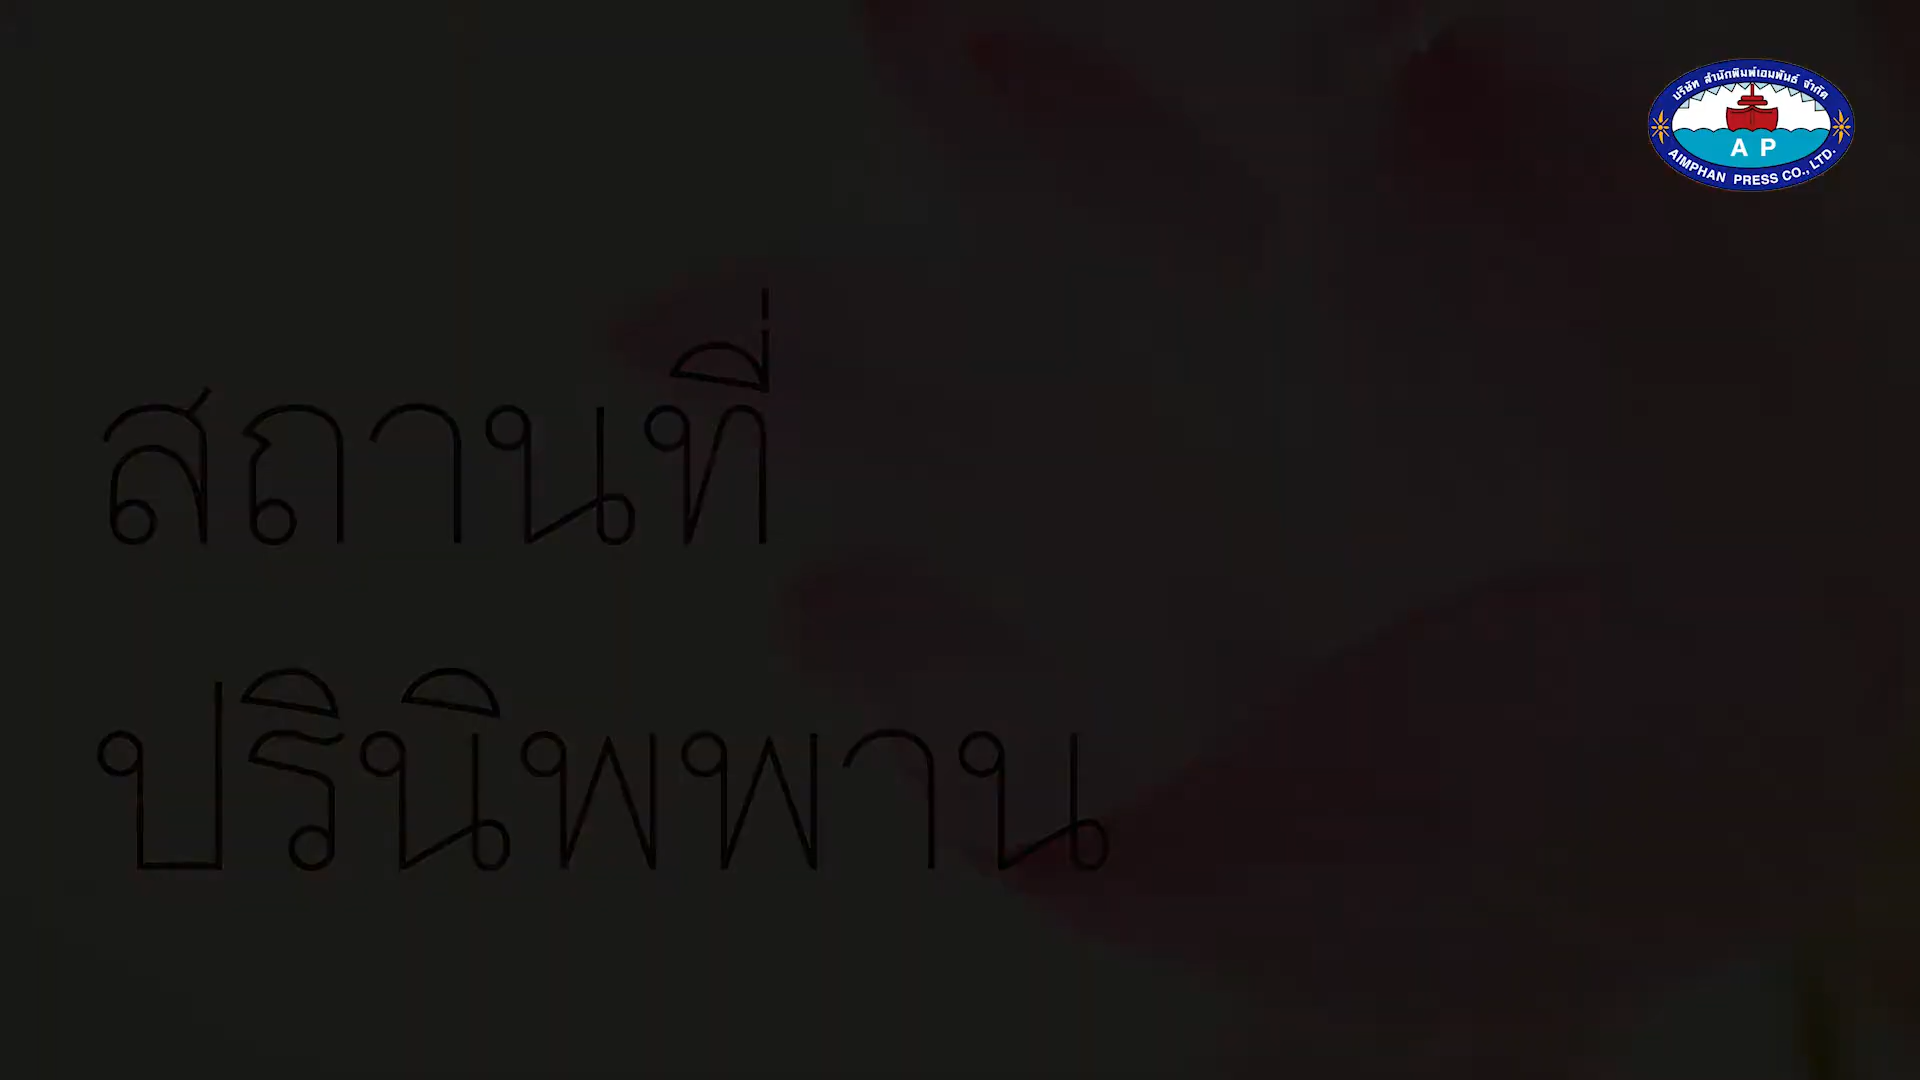 บริษัท สำนักพิมพ์เอมพันธ์ จำกัด
A P
AIMPHAN PRESS CO., LTD.
สถานที่
ปรินิพพาน